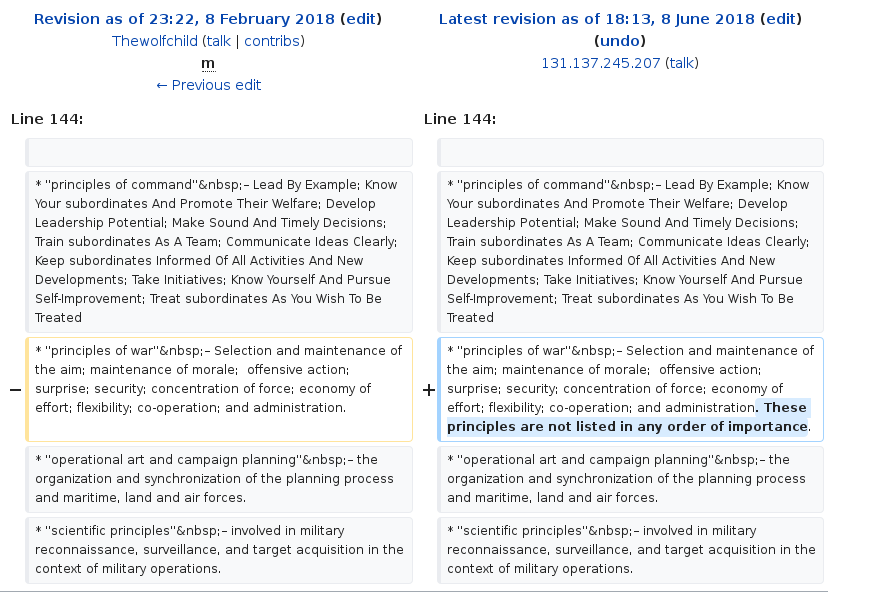 Revision as of 23:22, 8 February 2018 (edit)
Thewolfchild (talk | contribs)
m
← Previous edit
Latest revision as of 18:13, 8 June 2018 (edit)
(undo)
131.137.245.207 (talk)
Line 144:
Line 144:
* ''principles of command''&nbsp;– Lead By Example; Know
Your subordinates And Promote Their Welfare; Develop
Leadership Potential; Make Sound And Timely Decisions;
Train subordinates As A Team; Communicate Ideas Clearly;
Keep subordinates Informed Of All Activities And New
Developments; Take Initiatives; Know Yourself And Pursue
Self-Improvement; Treat subordinates As You Wish To Be
Treated
* ''principles of command''&nbsp;– Lead By Example; Know
Your subordinates And Promote Their Welfare; Develop
Leadership Potential; Make Sound And Timely Decisions;
Train subordinates As A Team; Communicate Ideas Clearly;
Keep subordinates Informed Of All Activities And New
Developments; Take Initiatives; Know Yourself And Pursue
Self-Improvement; Treat subordinates As You Wish To Be
Treated
−
* ''principles of war''&nbsp;– Selection and maintenance of
the aim; maintenance of morale;  offensive action;
surprise; security; concentration of force; economy of
effort; flexibility; co-operation; and administration.
+
* ''principles of war''&nbsp;– Selection and maintenance of
the aim; maintenance of morale;  offensive action;
surprise; security; concentration of force; economy of
effort; flexibility; co-operation; and administration. These
principles are not listed in any order of importance.
* ''operational art and campaign planning''&nbsp;– the
organization and synchronization of the planning process
and maritime, land and air forces.
* ''operational art and campaign planning''&nbsp;– the
organization and synchronization of the planning process
and maritime, land and air forces.
* ''scientific principles''&nbsp;– involved in military
reconnaissance, surveillance, and target acquisition in the
context of military operations.
* ''scientific principles''&nbsp;– involved in military
reconnaissance, surveillance, and target acquisition in the
context of military operations.